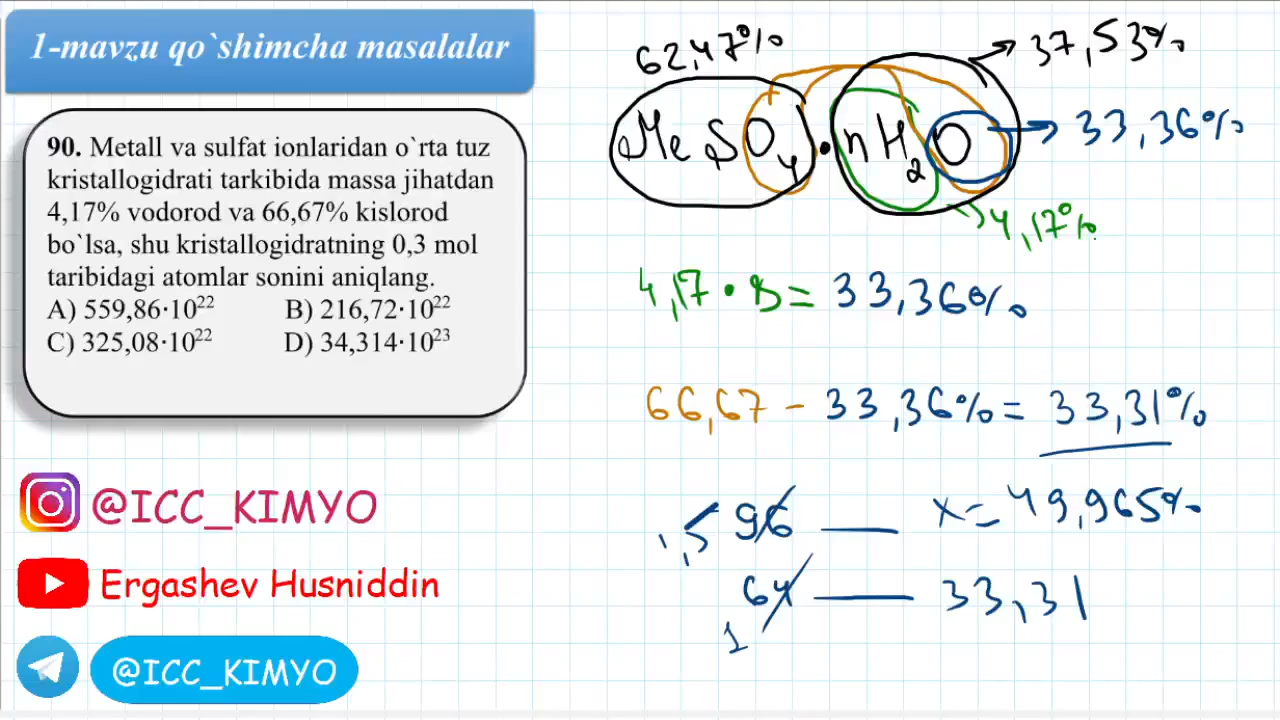 1-mavzu qo`shimcha masalalar
90. Metall va sulfat ionlaridan o`rta tuz
kristallogidrati tarkibida massa jihatdan
4,17% vodorod va 66,67% kislorod
bo`lsa, shu kristallogidratning 0,3 mol
taribidagi atomlar sonini aniqlang.
A) 559,86·10²² B) 216,72·10²²
C) 325,08·10²² D) 34,314·10²³
@ICC_KIMYO
Ergashev Husniddin
@ICC_KIMYO
62,47% 37,53%
MeSO₄·nH₂O 33,36%
4,17%
4,17·8=33,36%
66,67-33,36%=33,31%
1,5 96 — x=49,965%
64 — 33,31
1